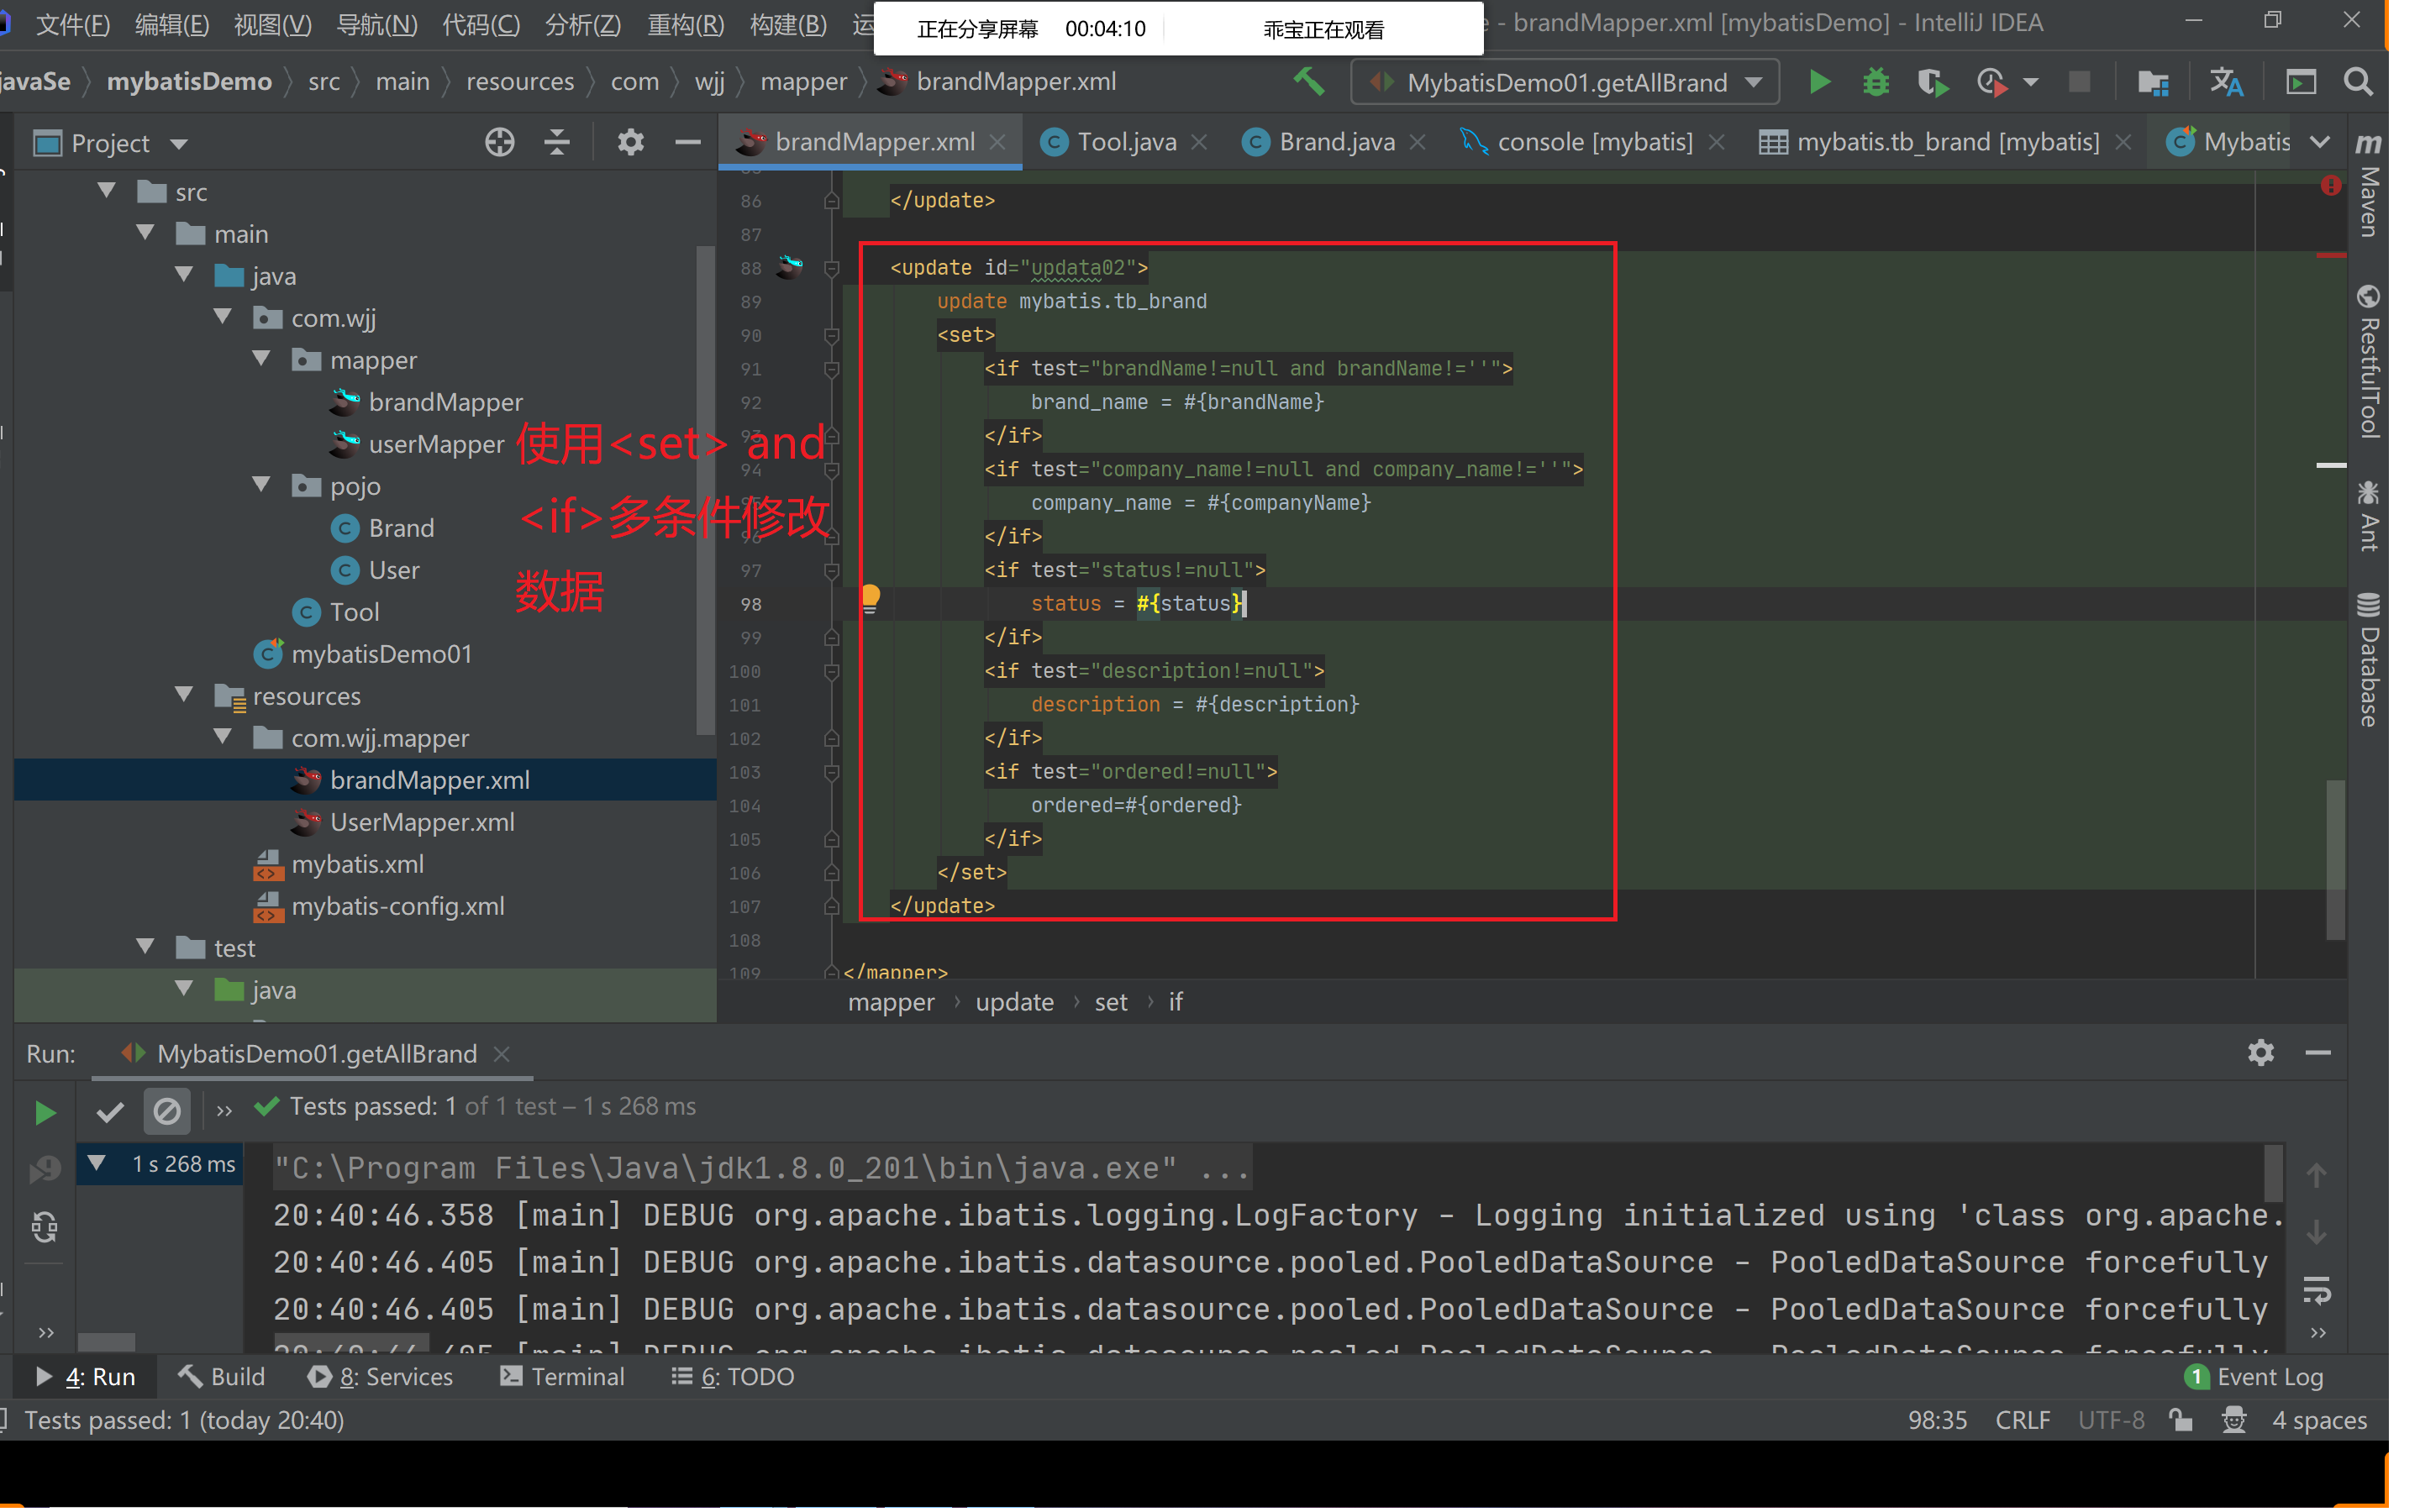 文件(F) 编辑(E) 视图(V) 导航(N) 代码(C) 分析(Z) 重构(R) 构建(B) 运
正在分享屏幕 00:04:10 乖宝正在观看
- brandMapper.xml [mybatisDemo] - IntelliJ IDEA
javaSe mybatisDemo src main resources com wjj mapper brandMapper.xml
MybatisDemo01.getAllBrand
Project
brandMapper.xml Tool.java Brand.java console [mybatis] mybatis.tb_brand [mybatis] Mybatis
src
main
java
com.wjj
mapper
brandMapper
userMapper
pojo
Brand
User
Tool
mybatisDemo01
resources
com.wjj.mapper
brandMapper.xml
UserMapper.xml
mybatis.xml
mybatis-config.xml
test
java
使用<set> and
<if>多条件修改
数据
86 </update>
87
88 <update id="updata02">
89 update mybatis.tb_brand
90 <set>
91 <if test="brandName!=null and brandName!=''">
92 brand_name = #{brandName}
93 </if>
94 <if test="company_name!=null and company_name!=''">
company_name = #{companyName}
96 </if>
97 <if test="status!=null">
98 status = #{status}
99 </if>
100 <if test="description!=null">
101 description = #{description}
102 </if>
103 <if test="ordered!=null">
104 ordered=#{ordered}
105 </if>
106 </set>
107 </update>
108
109 </mapper>
mapper › update › set › if
m Maven
RestfulTool
Ant
Database
Run: MybatisDemo01.getAllBrand
Tests passed: 1 of 1 test – 1 s 268 ms
1 s 268 ms
"C:\Program Files\Java\jdk1.8.0_201\bin\java.exe" ...
20:40:46.358 [main] DEBUG org.apache.ibatis.logging.LogFactory - Logging initialized using 'class org.apache.
20:40:46.405 [main] DEBUG org.apache.ibatis.datasource.pooled.PooledDataSource - PooledDataSource forcefully
20:40:46.405 [main] DEBUG org.apache.ibatis.datasource.pooled.PooledDataSource - PooledDataSource forcefully
20:40:46.405 [main] DEBUG org.apache.ibatis.datasource.pooled.PooledDataSource - PooledDataSource forcefully
4: Run Build 8: Services Terminal 6: TODO 1 Event Log
Tests passed: 1 (today 20:40) 98:35 CRLF UTF-8 4 spaces